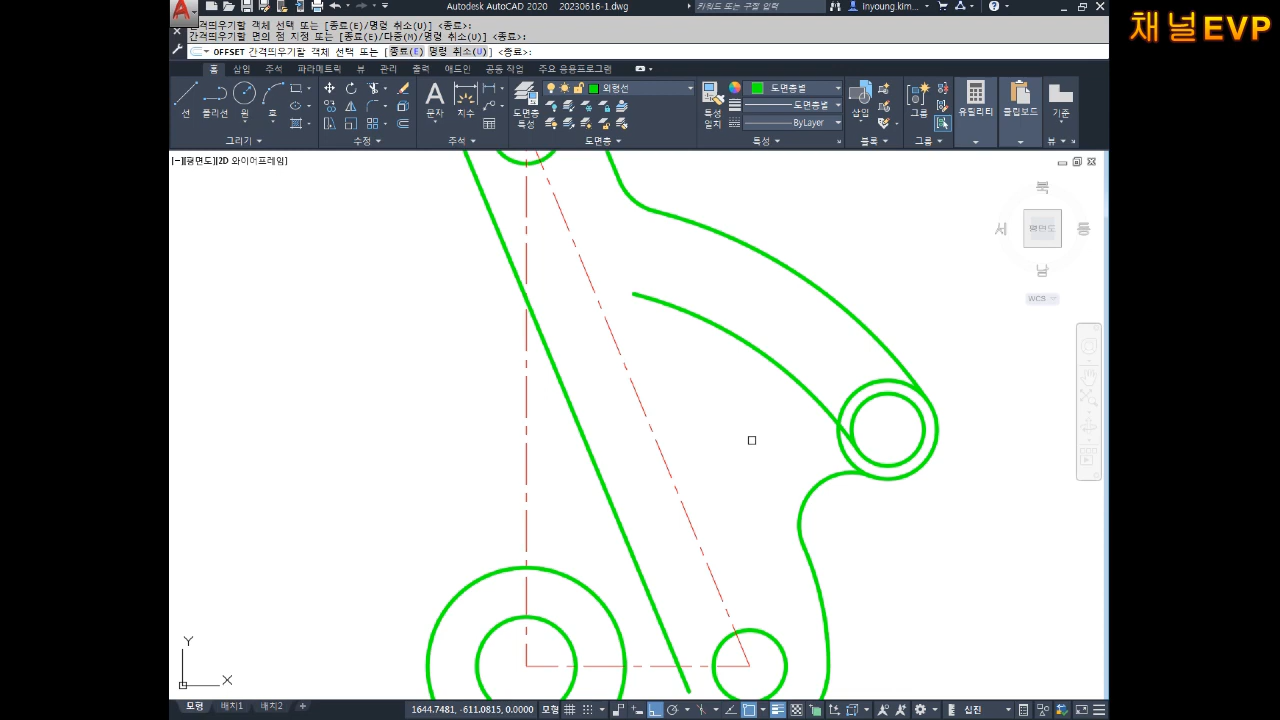 Autodesk AutoCAD 2020 20230616-1.dwg
키워드 또는 구절 입력
inyoung kim...
채널EVP
간격띄우기할 객체 선택 또는 [종료(E)/명령 취소(U)] <종료>:
간격띄우기할 면의 점 지정 또는 [종료(E)/다중(M)/명령 취소(U)] <종료>:
OFFSET 간격띄우기할 객체 선택 또는 [종료(E) 명령 취소(U)] <종료>:
홈 삽입 주석 파라메트릭 뷰 관리 출력 애드인 공동 작업 주요 응용프로그램
선 폴리선 원 호
문자 치수
도면층 특성
외형선
특성 일치
도면층별
도면층별
ByLayer
삽입
그룹
유틸리티
클립보드
기준
그리기 수정 주석 도면층 특성 블록 그룹 뷰
[-][평면도][2D 와이어프레임]
북
서 평면도 동
남
WCS
Y
X
모형 배치1 배치2 +
1644.7481, -611.0815, 0.0000 모형
십진